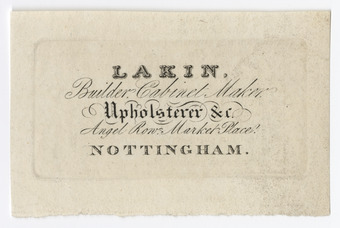 LAKIN,
Builder, Cabinet Maker,
Upholsterer &c.
Angel Row, Market Place,
NOTTINGHAM.